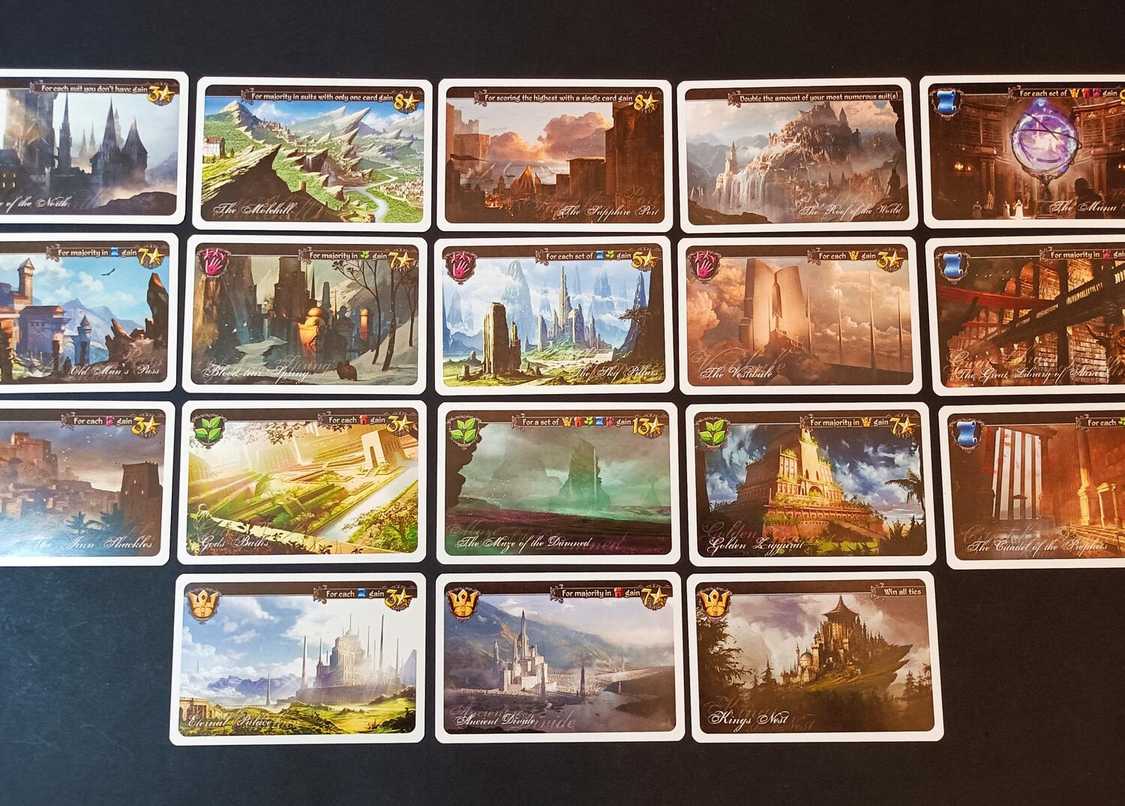 For each suit you don't have gain 3
of the North
For majority in suits with only one card gain 8
The Molehill
For scoring the highest with a single card gain 8
The Sapphire Port
Double the amount of your most numerous suit(s)
The Roof of the World
For each set of
The
For majority in gain 7
Old Man's Pass
For majority in gain 7
Spring
For each set of gain 5
The Sky Pillars
For each gain 3
The Vestibule
For majority in
The Great Library of
For each gain 3
The Jinn Shackles
For each gain 3
Gods' Baths
For a set of gain 13
The Maze of the Damned
For majority in gain 7
Golden Ziggurat
For each
The Citadel of the Prophets
For each gain 3
Eternal Palace
For majority in gain 7
Ancient Divide
Win all ties
Kings Nest